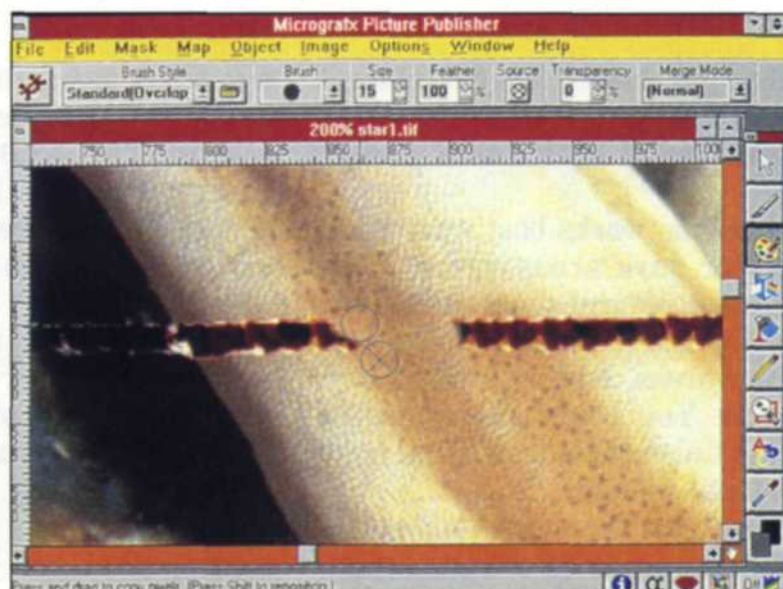 Micrografx Picture Publisher
File Edit Mask Map Object Image Options Window Help
Brush Style Brush Size Feather Source Transparency Merge Mode
Standard(Overlap 15 100 % 0 % (Normal)
200% star1.tif
750 775 800 825 850 900 925 950 975 1000
Press and drag to copy pixels. (Press Shift to reposition.)
Off